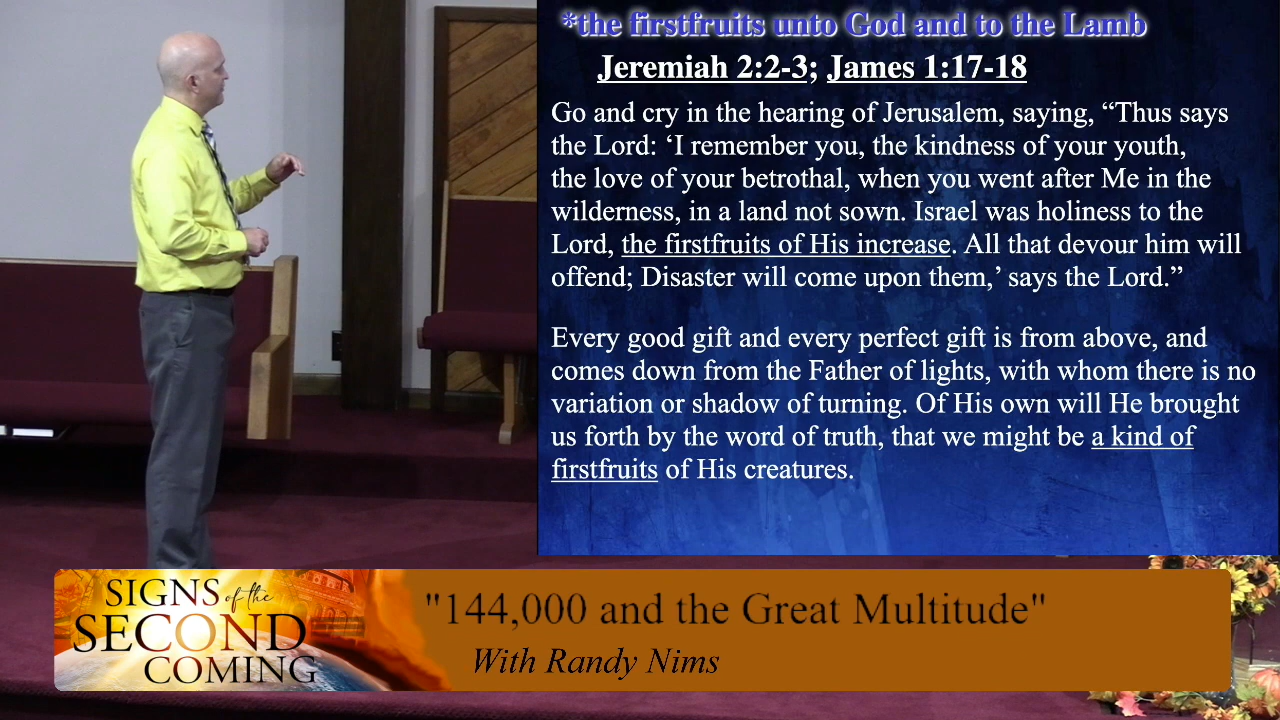 *the firstfruits unto God and to the Lamb
Jeremiah 2:2-3; James 1:17-18
Go and cry in the hearing of Jerusalem, saying, “Thus says
the Lord: ‘I remember you, the kindness of your youth,
the love of your betrothal, when you went after Me in the
wilderness, in a land not sown. Israel was holiness to the
Lord, the firstfruits of His increase. All that devour him will
offend; Disaster will come upon them,’ says the Lord.”
Every good gift and every perfect gift is from above, and
comes down from the Father of lights, with whom there is no
variation or shadow of turning. Of His own will He brought
us forth by the word of truth, that we might be a kind of
firstfruits of His creatures.
SIGNS of the
SECOND
COMING
"144,000 and the Great Multitude"
With Randy Nims